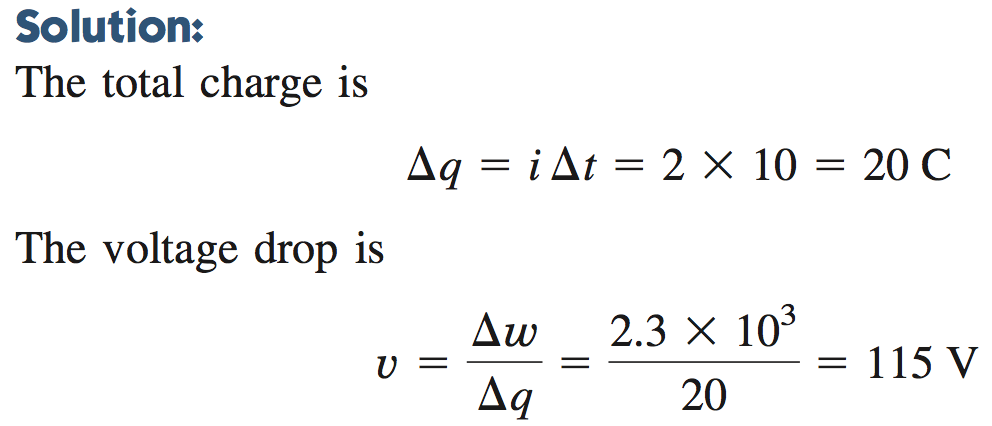 Solution:
The total charge is
Δq = i Δt = 2 × 10 = 20 C
The voltage drop is
v = Δw/Δq = 2.3 × 10³/20 = 115 V